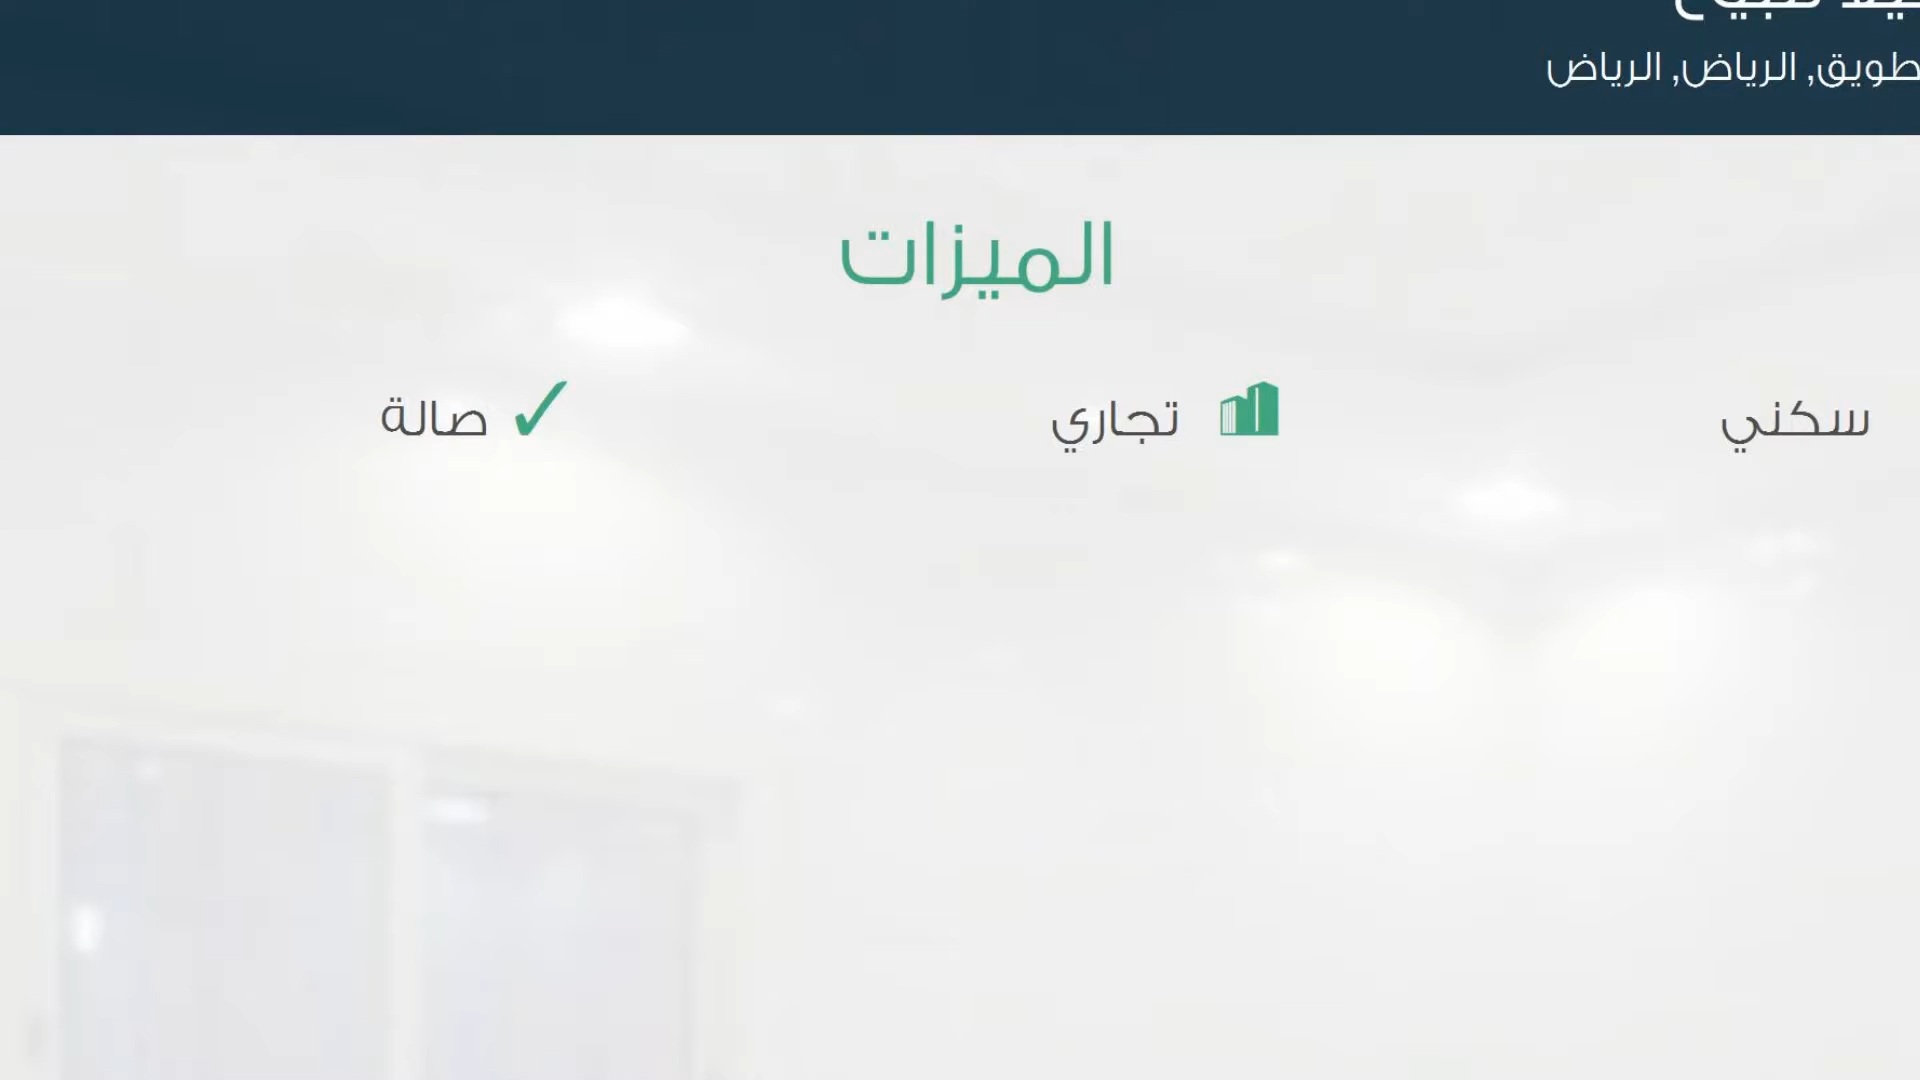 طويق, الرياض, الرياض
الميزات
سكني
تجاري
صالة